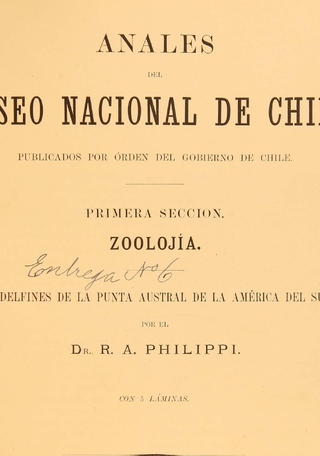 ANALES
DEL
SEO NACIONAL DE CHI
PUBLICADOS POR ÓRDEN DEL GOBIERNO DE CHILE.
PRIMERA SECCION.
ZOOLOJÍA.
Entrega No 6
DELFINES DE LA PUNTA AUSTRAL DE LA AMÉRICA DEL SU
POR EL
DR. R. A. PHILIPPI.
CON 5 LÁMINAS.